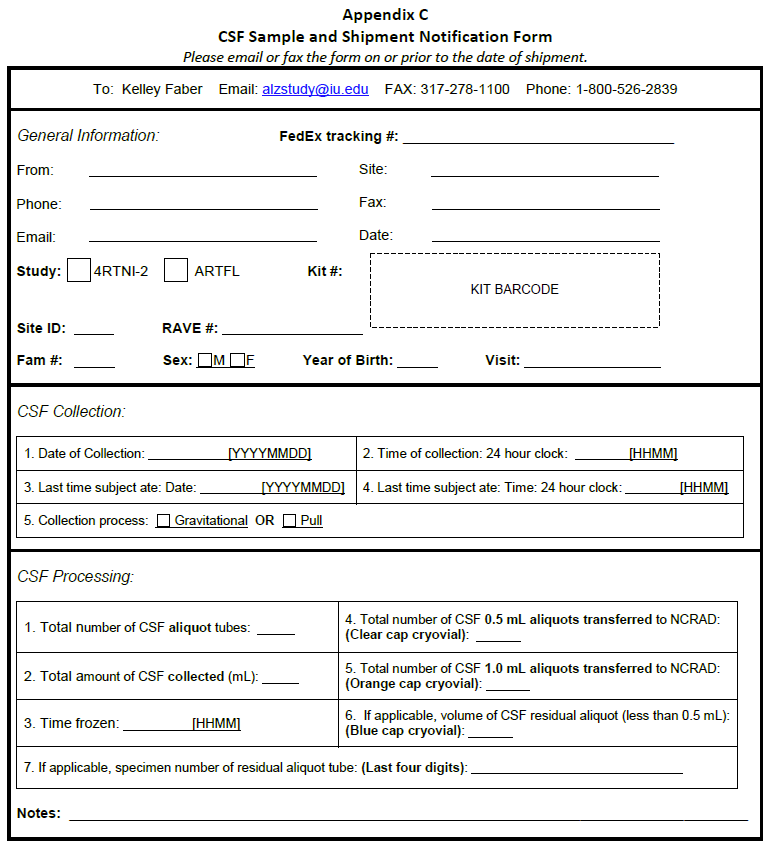 Appendix C
CSF Sample and Shipment Notification Form
Please email or fax the form on or prior to the date of shipment.
To: Kelley Faber Email: alzstudy@iu.edu FAX: 317-278-1100 Phone: 1-800-526-2839
General Information: FedEx tracking #: ____________________
From: ____________________ Site: ____________________
Phone: ____________________ Fax: ____________________
Email: ____________________ Date: ____________________
Study: 4RTNI-2 ARTFL Kit #:
KIT BARCODE
Site ID: _____ RAVE #: __________________
Fam #: _____ Sex: M F Year of Birth: _____ Visit: __________________
CSF Collection:
1. Date of Collection: __________[YYYYMMDD] 2. Time of collection: 24 hour clock: _______[HHMM]
3. Last time subject ate: Date: ________[YYYYMMDD] 4. Last time subject ate: Time: 24 hour clock: _______[HHMM]
5. Collection process: Gravitational OR Pull
CSF Processing:
1. Total number of CSF aliquot tubes: _____
4. Total number of CSF 0.5 mL aliquots transferred to NCRAD:
(Clear cap cryovial): ______
2. Total amount of CSF collected (mL): _____
5. Total number of CSF 1.0 mL aliquots transferred to NCRAD:
(Orange cap cryovial): ______
3. Time frozen: _________[HHMM]
6. If applicable, volume of CSF residual aliquot (less than 0.5 mL):
(Blue cap cryovial): ______
7. If applicable, specimen number of residual aliquot tube: (Last four digits): ____________________
Notes: ____________________